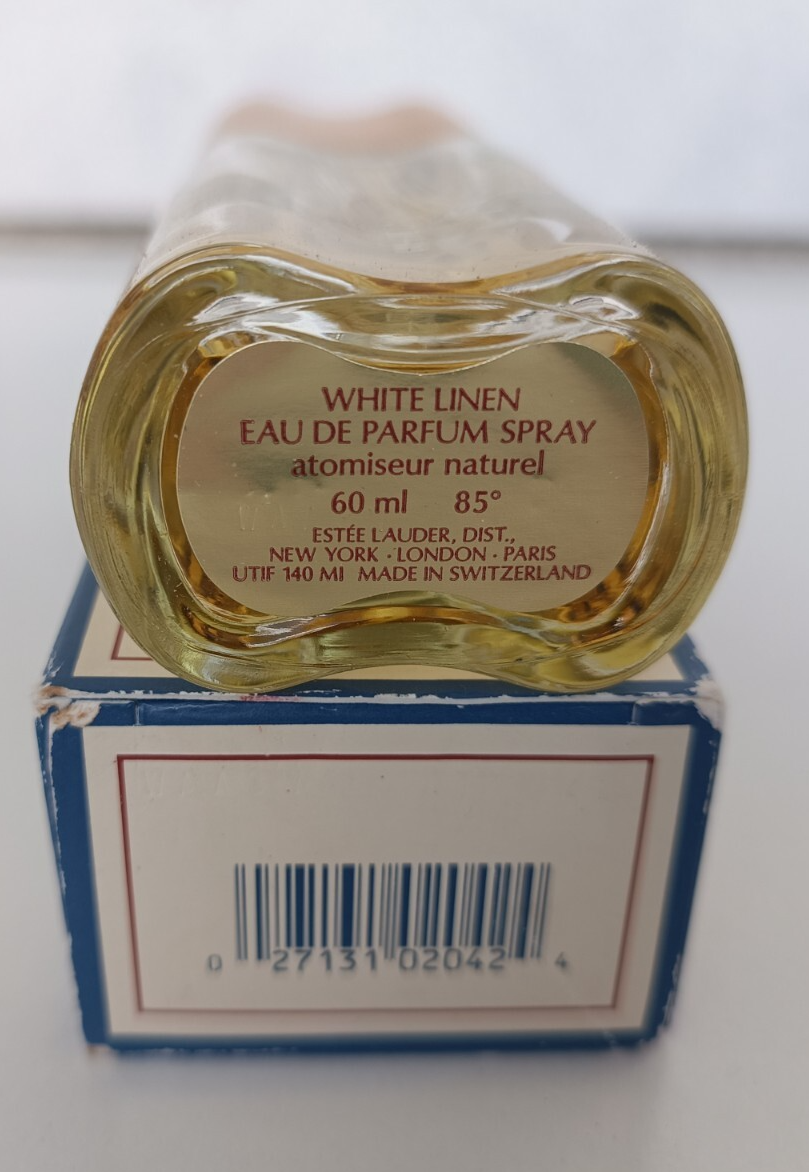 WHITE LINEN
EAU DE PARFUM SPRAY
atomiseur naturel
60 ml 85°
ESTÉE LAUDER, DIST.,
NEW YORK · LONDON · PARIS
UTIF 140 Ml MADE IN SWITZERLAND
0 27131 02042 4